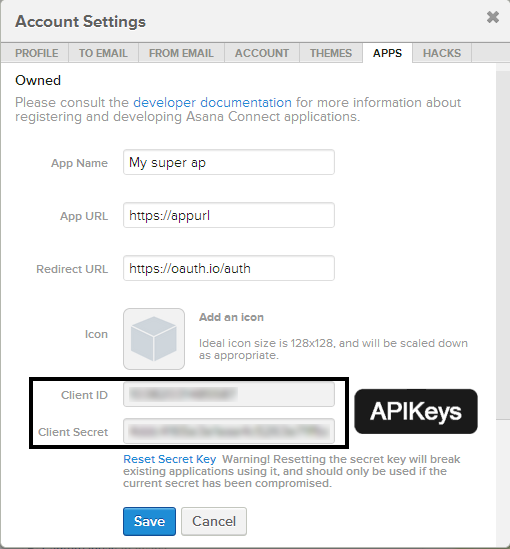 Account Settings ✖
PROFILE TO EMAIL FROM EMAIL ACCOUNT THEMES APPS HACKS
Owned
Please consult the developer documentation for more information about
registering and developing Asana Connect applications.
App Name My super ap
App URL https://appurl
Redirect URL https://oauth.io/auth
Icon
Add an icon
Ideal icon size is 128x128, and will be scaled down
as appropriate.
Client ID
Client Secret
APIKeys
Reset Secret Key Warning! Resetting the secret key will break
existing applications using it, and should only be used if the
current secret has been compromised.
Save Cancel